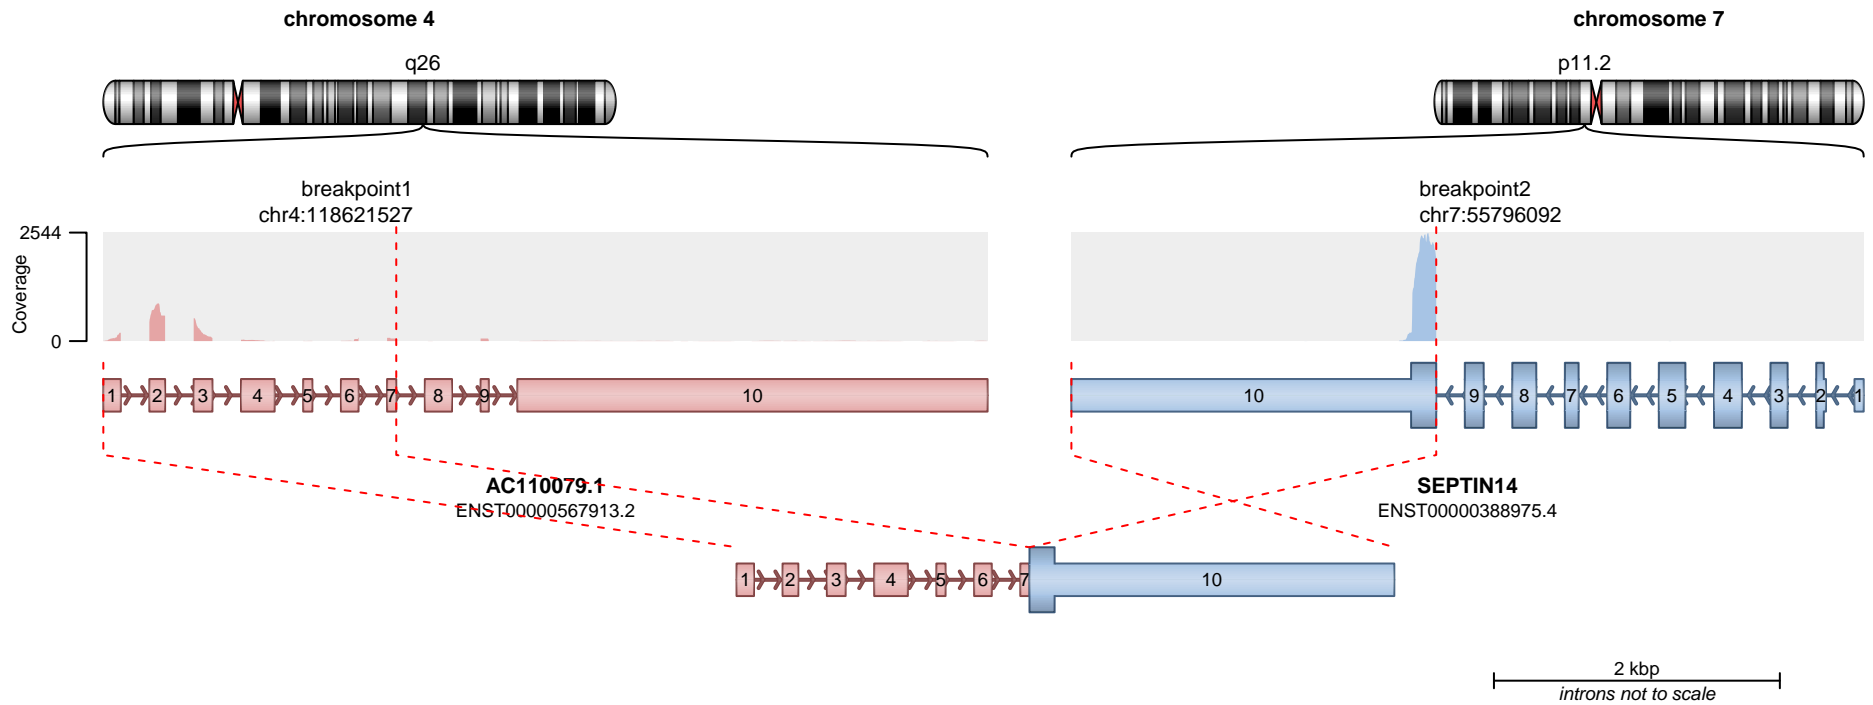 chromosome 4
chromosome 7
q26
p11.2
breakpoint1
chr4:118621527
breakpoint2
chr7:55796092
2544
Coverage
0
1 2 3 4 5 6 7 8 9 10
10 9 8 7 6 5 4 3 2 1
AC110079.1
ENST00000567913.2
SEPTIN14
ENST00000388975.4
1 2 3 4 5 6 7 10
2 kbp
introns not to scale